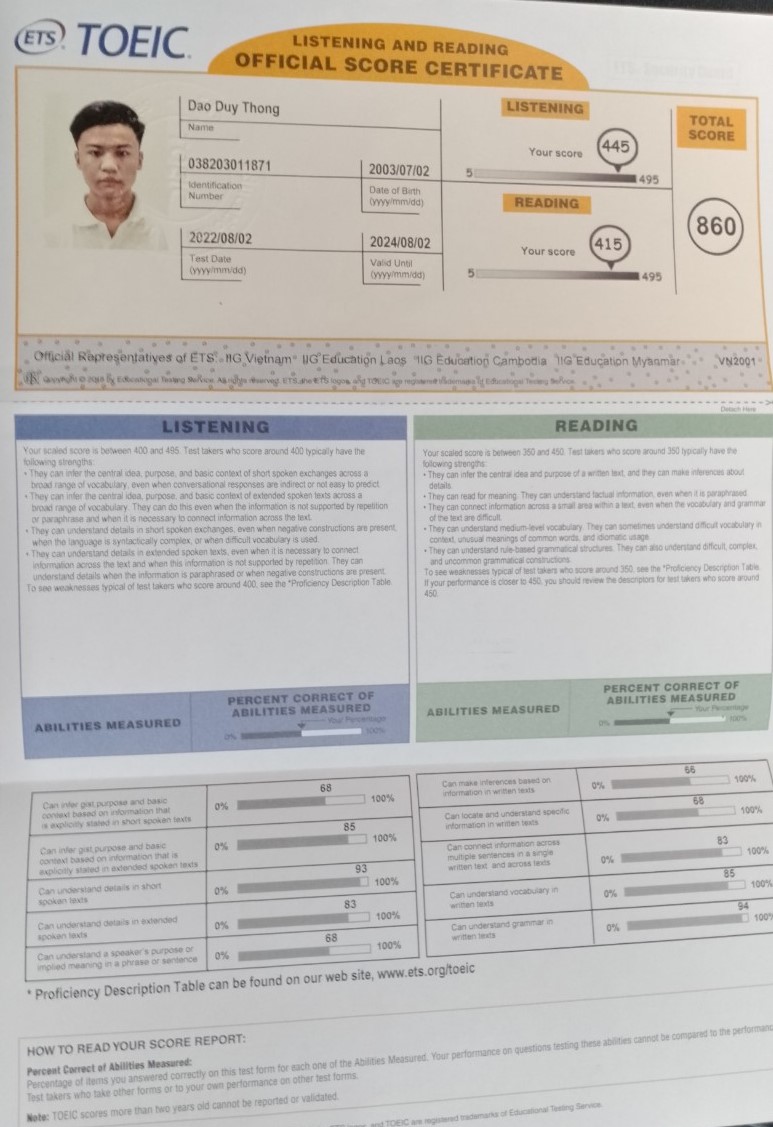 ETS TOEIC
LISTENING AND READING
OFFICIAL SCORE CERTIFICATE
Dao Duy Thong
Name
038203011871
Identification
Number
2003/07/02
Date of Birth
(yyyy/mm/dd)
2022/08/02
Test Date
(yyyy/mm/dd)
2024/08/02
Valid Until
(yyyy/mm/dd)
LISTENING
Your score
445
5
495
READING
Your score
415
5
495
TOTAL
SCORE
860
Official Representatives of ETS - IIG Vietnam IIG Education Laos IIG Education Cambodia IIG Education Myanmar
VN2001
Detach Here
LISTENING
Your scaled score is between 400 and 495. Test takers who score around 400 typically have the
following strengths:
• They can infer the central idea, purpose, and basic context of short spoken exchanges across a
broad range of vocabulary, even when conversational responses are indirect or not easy to predict.
• They can infer the central idea, purpose, and basic context of extended spoken texts across a
broad range of vocabulary. They can do this even when the information is not supported by repetition
or paraphrase and when it is necessary to connect information across the text.
• They can understand details in short spoken exchanges, even when negative constructions are present,
when the language is syntactically complex, or when difficult vocabulary is used.
• They can understand details in extended spoken texts, even when it is necessary to connect
information across the text and when this information is not supported by repetition. They can
understand details when the information is paraphrased or when negative constructions are present.
To see weaknesses typical of test takers who score around 400, see the *Proficiency Description Table.
READING
Your scaled score is between 350 and 450. Test takers who score around 350 typically have the
following strengths:
• They can infer the central idea and purpose of a written text, and they can make inferences about
details.
• They can read for meaning. They can understand factual information, even when it is paraphrased.
• They can connect information across a small area within a text, even when the vocabulary and grammar
of the text are difficult.
• They can understand medium-level vocabulary. They can sometimes understand difficult vocabulary in
context, unusual meanings of common words, and idiomatic usage.
• They can understand rule-based grammatical structures. They can also understand difficult, complex,
and uncommon grammatical constructions.
To see weaknesses typical of test takers who score around 350, see the *Proficiency Description Table.
If your performance is closer to 450, you should review the descriptors for test takers who score around
450.
ABILITIES MEASURED
PERCENT CORRECT OF
ABILITIES MEASURED
Your Percentage
0%
100%
ABILITIES MEASURED
PERCENT CORRECT OF
ABILITIES MEASURED
Your Percentage
0%
100%
Can infer gist, purpose and basic
context based on information that
is explicitly stated in short spoken texts
0% 68 100%
Can infer gist, purpose and basic
context based on information that is
explicitly stated in extended spoken texts
0% 85 100%
Can understand details in short
spoken texts
0% 93 100%
Can understand details in extended
spoken texts
0% 83 100%
Can understand a speaker's purpose or
implied meaning in a phrase or sentence
0% 68 100%
Can make inferences based on
information in written texts
0% 66 100%
Can locate and understand specific
information in written texts
0% 68 100%
Can connect information across
multiple sentences in a single
written text and across texts
0% 83 100%
Can understand vocabulary in
written texts
0% 85 100%
Can understand grammar in
written texts
0% 94 100%
* Proficiency Description Table can be found on our web site, www.ets.org/toeic
HOW TO READ YOUR SCORE REPORT:
Percent Correct of Abilities Measured:
Percentage of items you answered correctly on this test form for each one of the Abilities Measured. Your performance on questions testing these abilities cannot be compared to the performanc
Test takers who take other forms or to your own performance on other test forms.
Note: TOEIC scores more than two years old cannot be reported or validated.
and TOEIC are registered trademarks of Educational Testing Service.